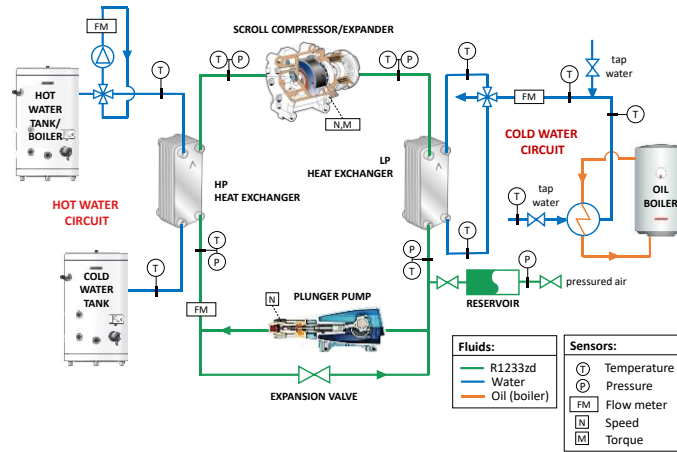 SCROLL COMPRESSOR/EXPANDER
FM
T
T
P
T
P
T
tap
water
T
HOT
WATER
TANK/
BOILER
N,M
FM
T
COLD WATER
CIRCUIT
HP
HEAT EXCHANGER
LP
HEAT EXCHANGER
OIL
BOILER
HOT WATER
CIRCUIT
T
tap
water
T
T
P
T
P
T
P
pressured air
RESERVOIR
COLD
WATER
TANK
T
PLUNGER PUMP
N
FM
EXPANSION VALVE
Fluids:
R1233zd
Water
Oil (boiler)
Sensors:
T Temperature
P Pressure
FM Flow meter
N Speed
M Torque